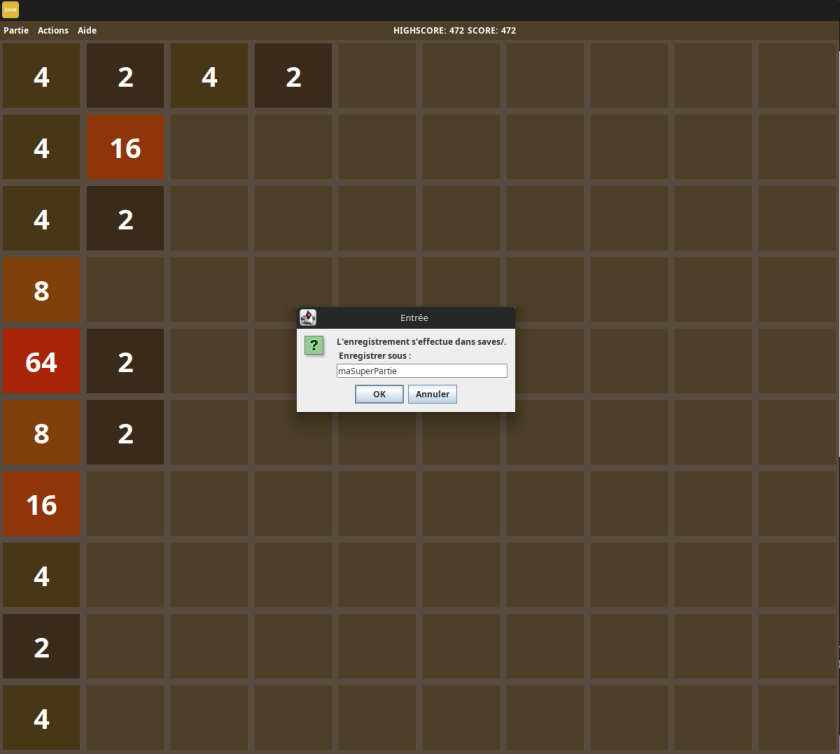 Partie Actions Aide HIGHSCORE: 472 SCORE: 472
4 2 4 2
4 16
4 2
8
Entrée
L'enregistrement s'effectue dans saves/.
Enregistrer sous :
maSuperPartie
OK Annuler
64 2
8 2
16
4
2
4